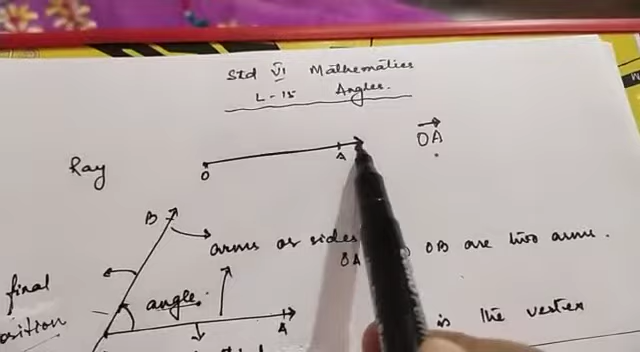 Std VI Mathematics
L-15 Angles.
Ray
O A
OA
B
arms or sides
OA OB are two arms.
final
angle.
A
is the vertex